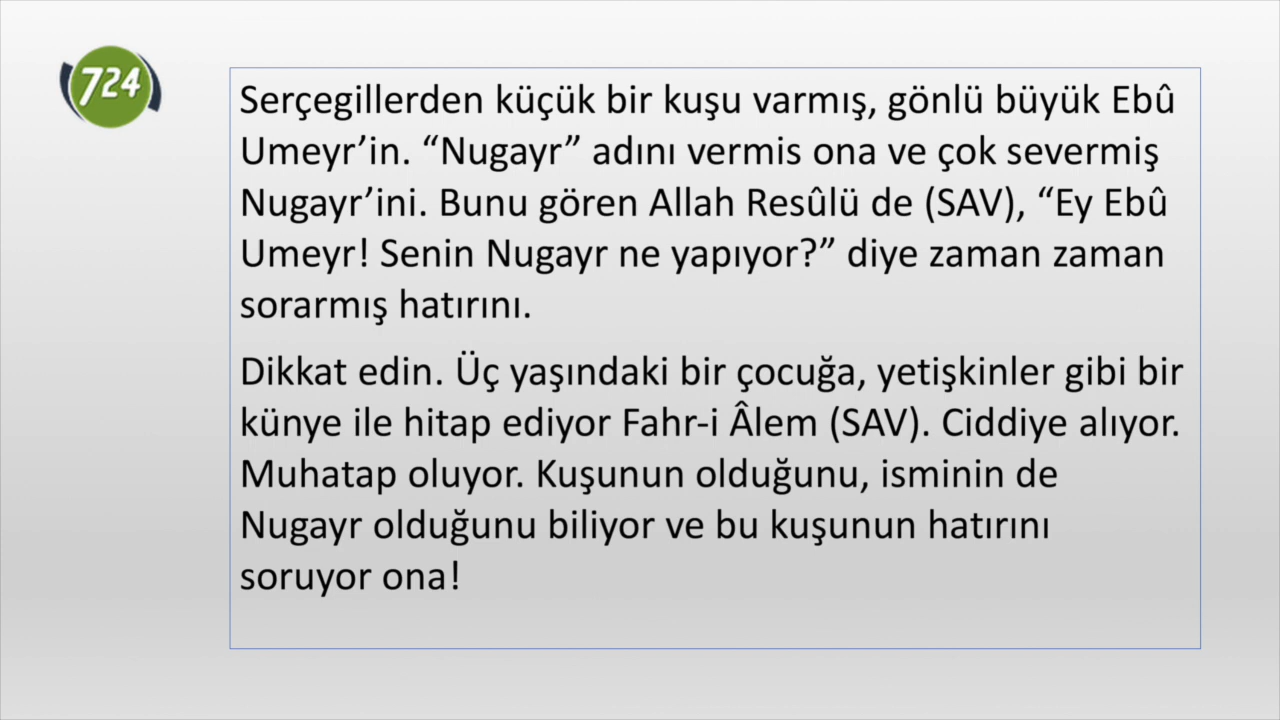 724
Serçegillerden küçük bir kuşu varmış, gönlü büyük Ebû
Umeyr’in. “Nugayr” adını vermis ona ve çok severmiş
Nugayr’ini. Bunu gören Allah Resûlü de (SAV), “Ey Ebû
Umeyr! Senin Nugayr ne yapıyor?” diye zaman zaman
sorarmış hatırını.
Dikkat edin. Üç yaşındaki bir çocuğa, yetişkinler gibi bir
künye ile hitap ediyor Fahr-i Âlem (SAV). Ciddiye alıyor.
Muhatap oluyor. Kuşunun olduğunu, isminin de
Nugayr olduğunu biliyor ve bu kuşunun hatırını
soruyor ona!